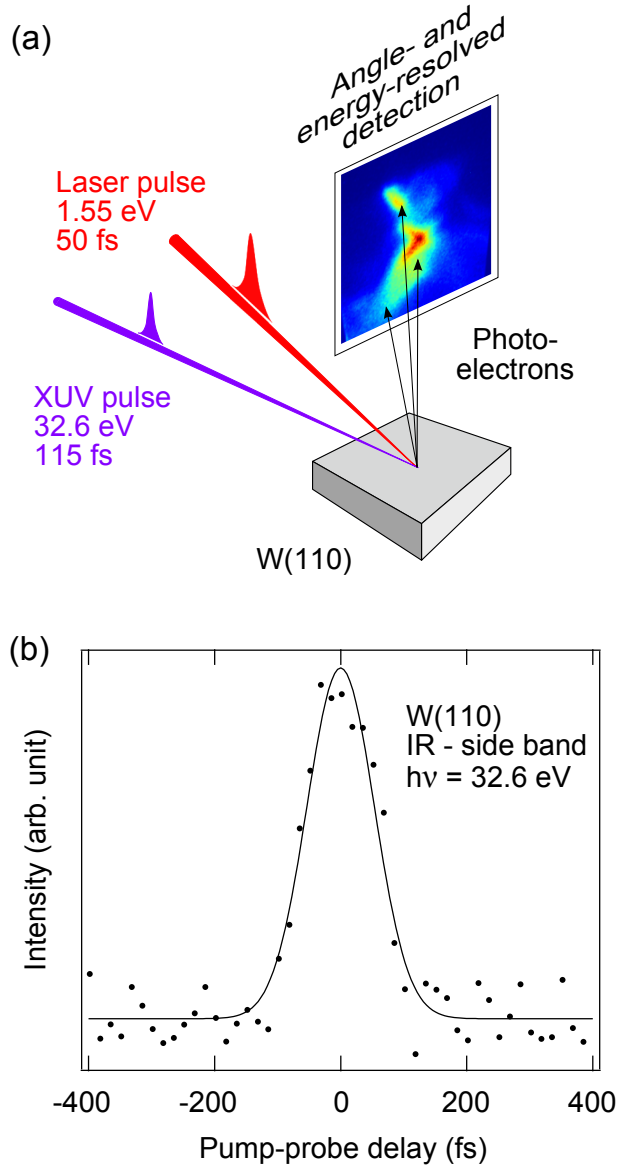 (a)
Angle- and
energy-resolved
detection
Laser pulse
1.55 eV
50 fs
XUV pulse
32.6 eV
115 fs
Photo-
electrons
W(110)
(b)
W(110)
IR - side band
hν = 32.6 eV
Intensity (arb. unit)
-400 -200 0 200 400
Pump-probe delay (fs)